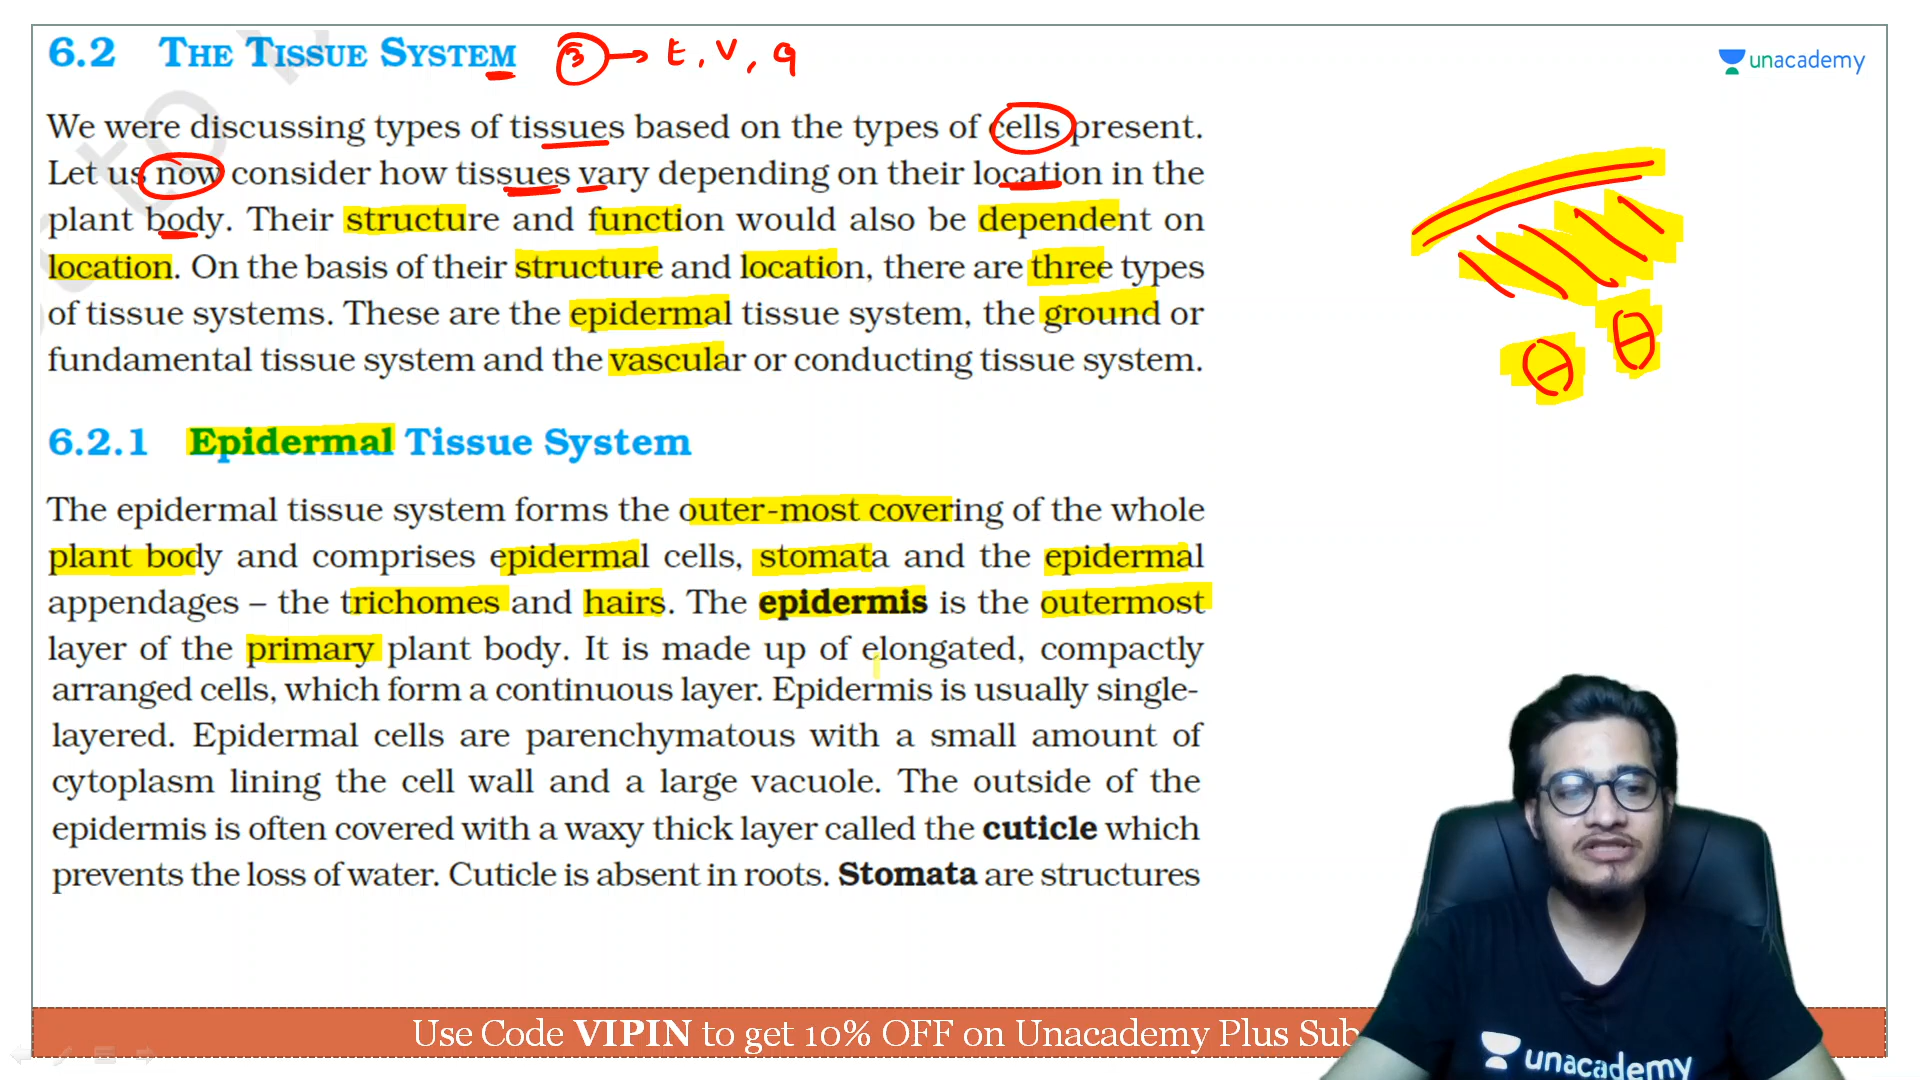 6.2 THE TISSUE SYSTEM 3 → E, V, G
unacademy
We were discussing types of tissues based on the types of cells present.
Let us now consider how tissues vary depending on their location in the
plant body. Their structure and function would also be dependent on
location. On the basis of their structure and location, there are three types
of tissue systems. These are the epidermal tissue system, the ground or
fundamental tissue system and the vascular or conducting tissue system.
6.2.1 Epidermal Tissue System
The epidermal tissue system forms the outer-most covering of the whole
plant body and comprises epidermal cells, stomata and the epidermal
appendages – the trichomes and hairs. The epidermis is the outermost
layer of the primary plant body. It is made up of elongated, compactly
arranged cells, which form a continuous layer. Epidermis is usually single-
layered. Epidermal cells are parenchymatous with a small amount of
cytoplasm lining the cell wall and a large vacuole. The outside of the
epidermis is often covered with a waxy thick layer called the cuticle which
prevents the loss of water. Cuticle is absent in roots. Stomata are structures
Use Code VIPIN to get 10% OFF on Unacademy Plus Sub
unacademy